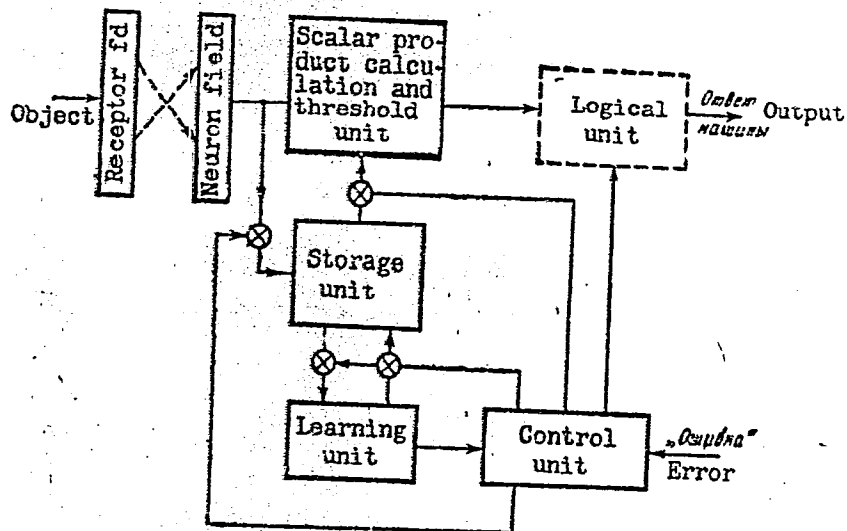 Object
Receptor fd
Neuron field
Scalar pro-
duct calcu-
lation and
threshold
unit
Logical
unit
Ответ
машины
Output
Storage
unit
Learning
unit
Control
unit
„Ошибка“
Error